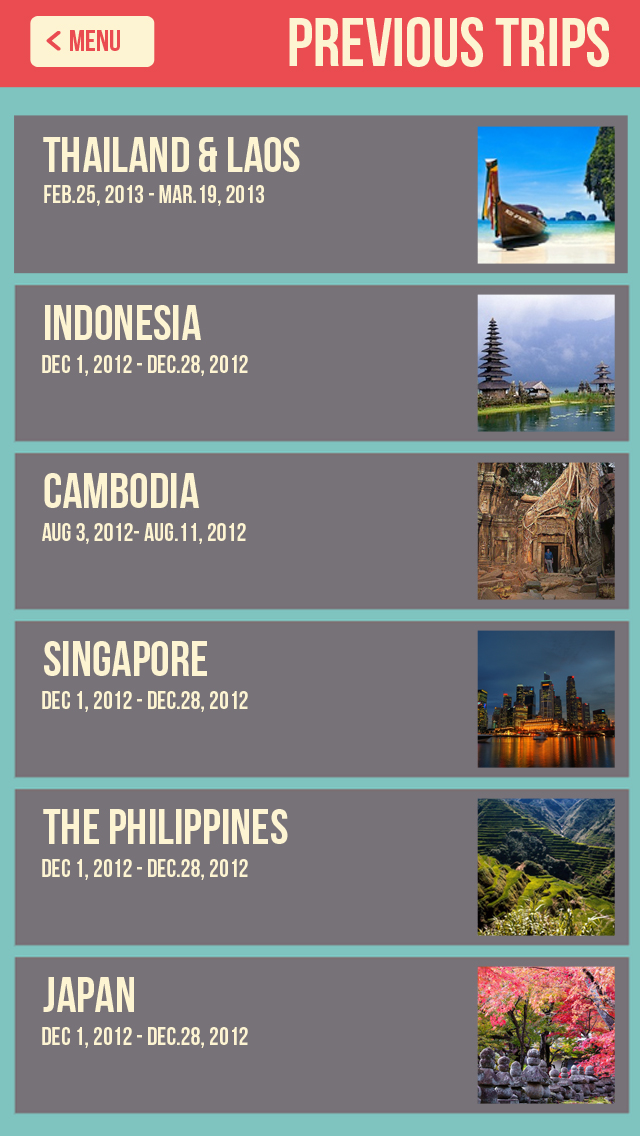 < MENU
PREVIOUS TRIPS
THAILAND & LAOS
FEB.25, 2013 - MAR.19, 2013
INDONESIA
DEC 1, 2012 - DEC.28, 2012
CAMBODIA
AUG 3, 2012- AUG.11, 2012
SINGAPORE
DEC 1, 2012 - DEC.28, 2012
THE PHILIPPINES
DEC 1, 2012 - DEC.28, 2012
JAPAN
DEC 1, 2012 - DEC.28, 2012